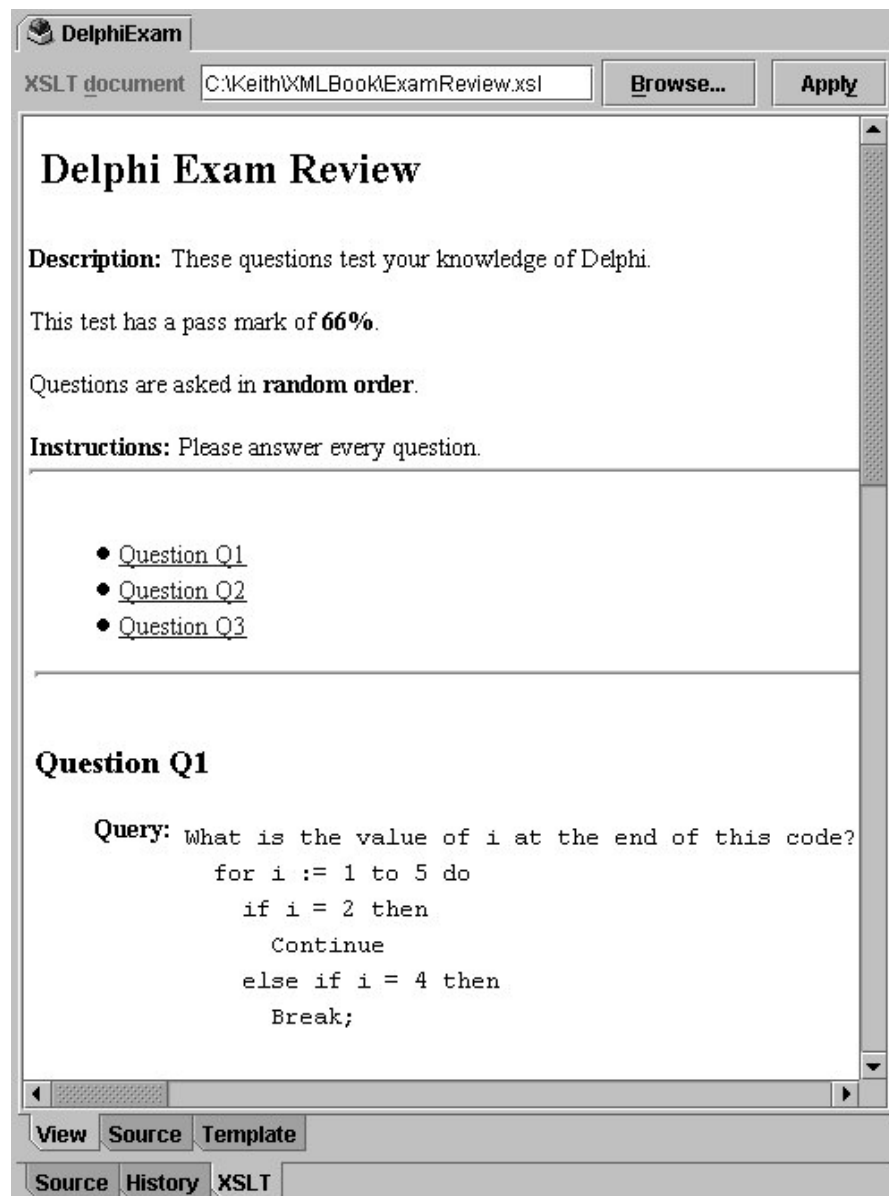 DelphiExam
XSLT document C:\Keith\XMLBook\ExamReview.xsl Browse... Apply
Delphi Exam Review
Description: These questions test your knowledge of Delphi.
This test has a pass mark of 66%.
Questions are asked in random order.
Instructions: Please answer every question.
● Question Q1
● Question Q2
● Question Q3
Question Q1
Query: What is the value of i at the end of this code?
for i := 1 to 5 do
if i = 2 then
Continue
else if i = 4 then
Break;
View Source Template
Source History XSLT